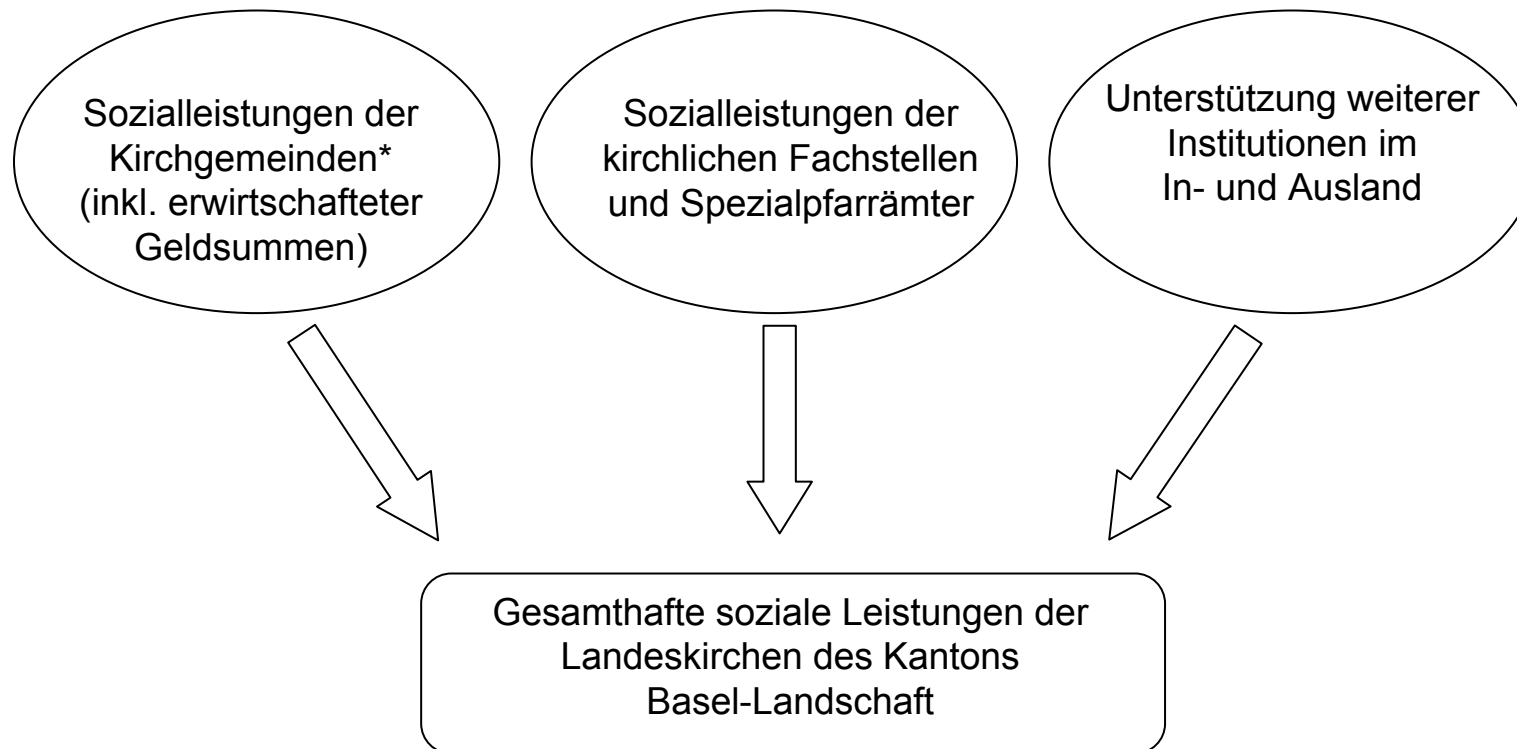 Sozialleistungen der
Kirchgemeinden*
(inkl. erwirtschafteter
Geldsummen)
Sozialleistungen der
kirchlichen Fachstellen
und Spezialpfarrämter
Unterstützung weiterer
Institutionen im
In- und Ausland
Gesamthafte soziale Leistungen der
Landeskirchen des Kantons
Basel-Landschaft